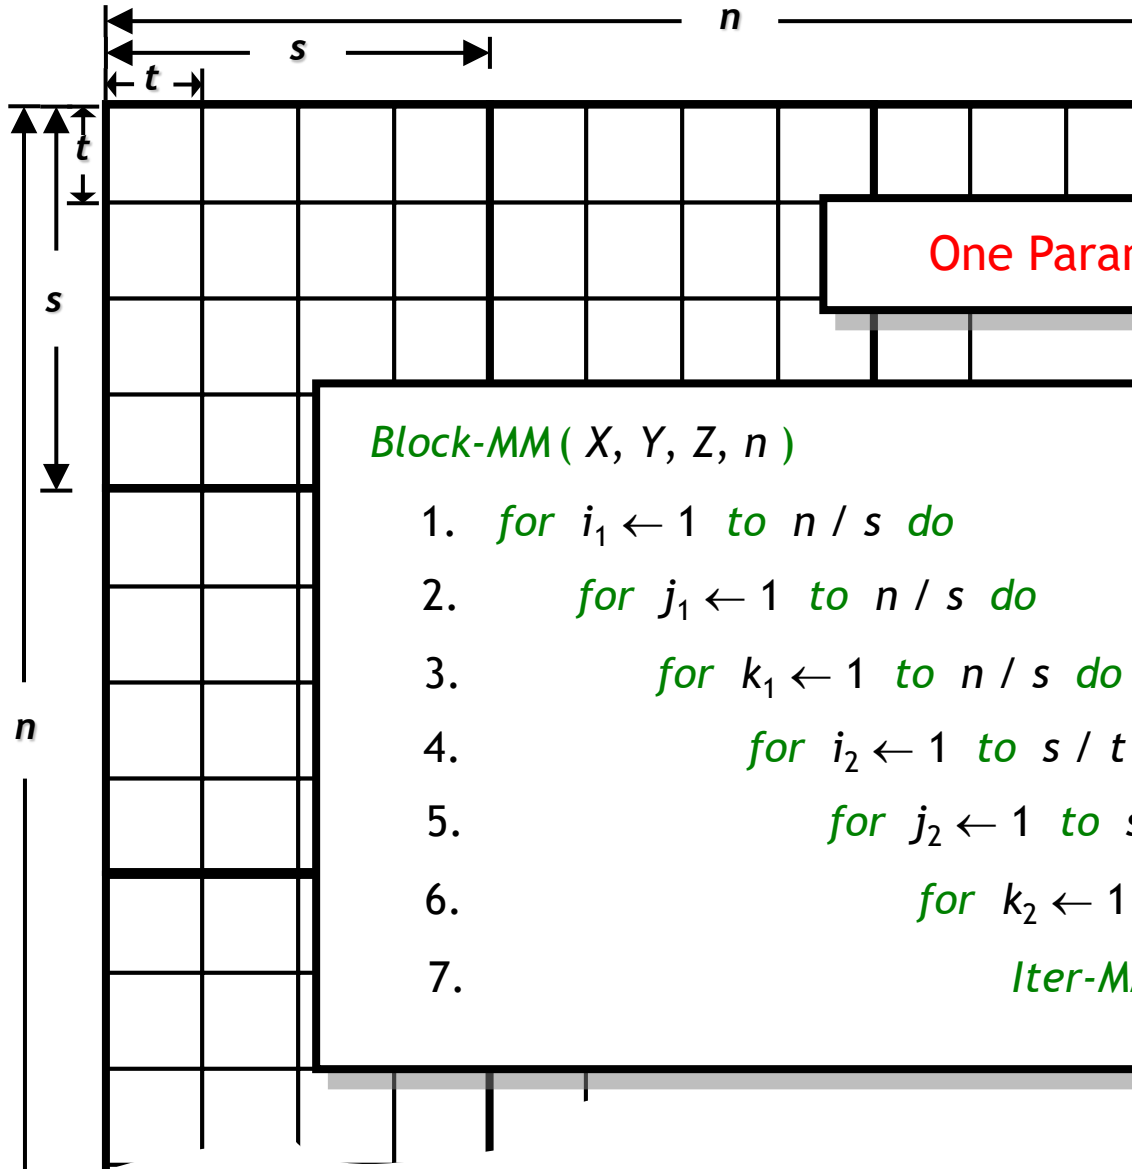 n
s
t
t
s
n
One Param
Block-MM ( X, Y, Z, n )
1. for i₁ ← 1 to n / s do
2. for j₁ ← 1 to n / s do
3. for k₁ ← 1 to n / s do
4. for i₂ ← 1 to s / t
5. for j₂ ← 1 to s
6. for k₂ ← 1
7. Iter-M